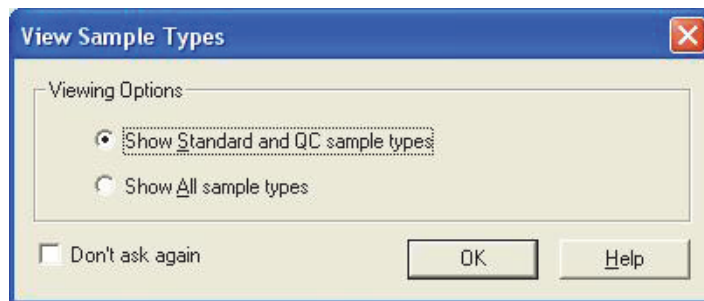 View Sample Types
Viewing Options
Show Standard and QC sample types
Show All sample types
Don't ask again
OK
Help